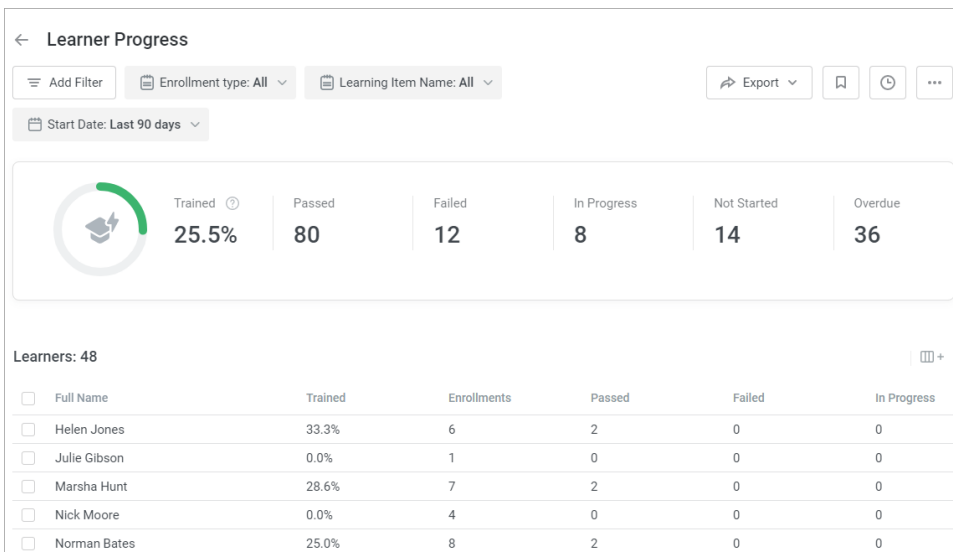 Learner Progress
Add Filter Enrollment type: All Learning Item Name: All Export
Start Date: Last 90 days
Trained ? Passed Failed In Progress Not Started Overdue
25.5% 80 12 8 14 36
Learners: 48
Full Name Trained Enrollments Passed Failed In Progress
Helen Jones 33.3% 6 2 0 0
Julie Gibson 0.0% 1 0 0 0
Marsha Hunt 28.6% 7 2 0 0
Nick Moore 0.0% 4 0 0 0
Norman Bates 25.0% 8 2 0 0